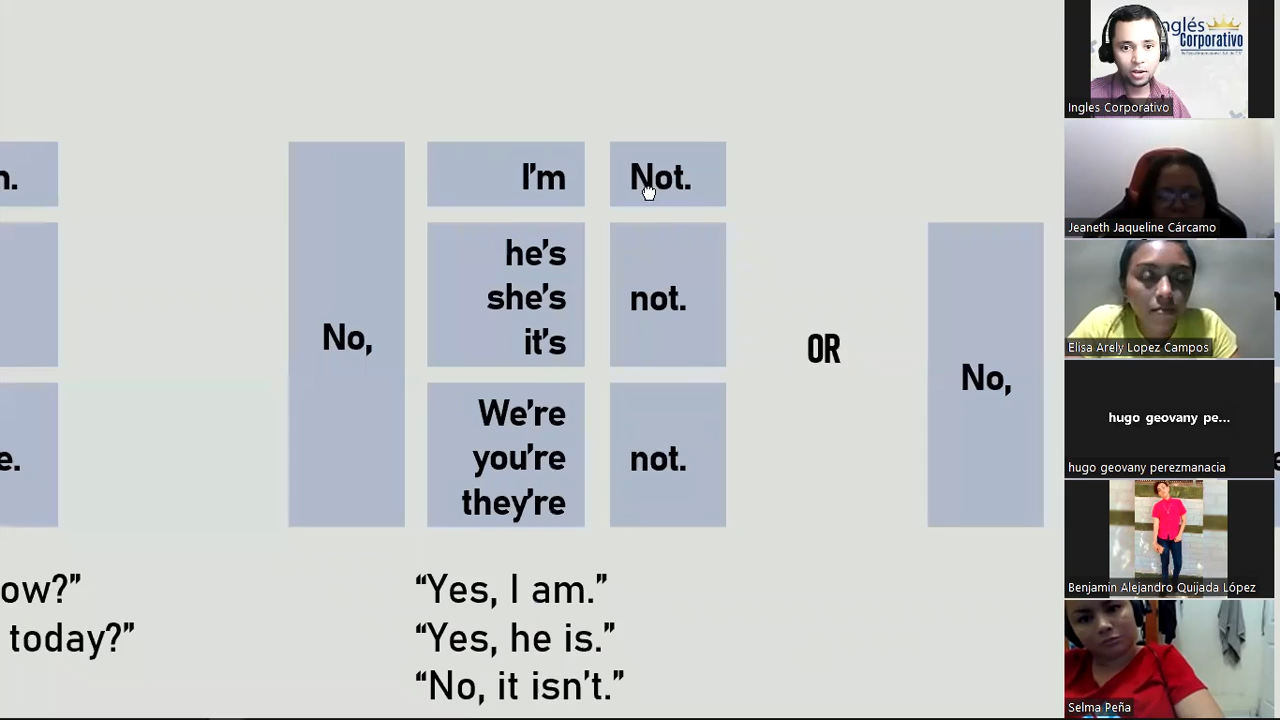 n.
No,
I'm
Not.
he's
she's
it's
not.
We're
you're
they're
not.
e.
OR
No,
ow?”
today?”
“Yes, I am.”
“Yes, he is.”
“No, it isn't.”
nglés
Corporativo
Ingles Corporativo
Jeaneth Jaqueline Cárcamo
Elisa Arely Lopez Campos
hugo geovany pe...
hugo geovany perezmanacia
Benjamin Alejandro Quijada López
Selma Peña